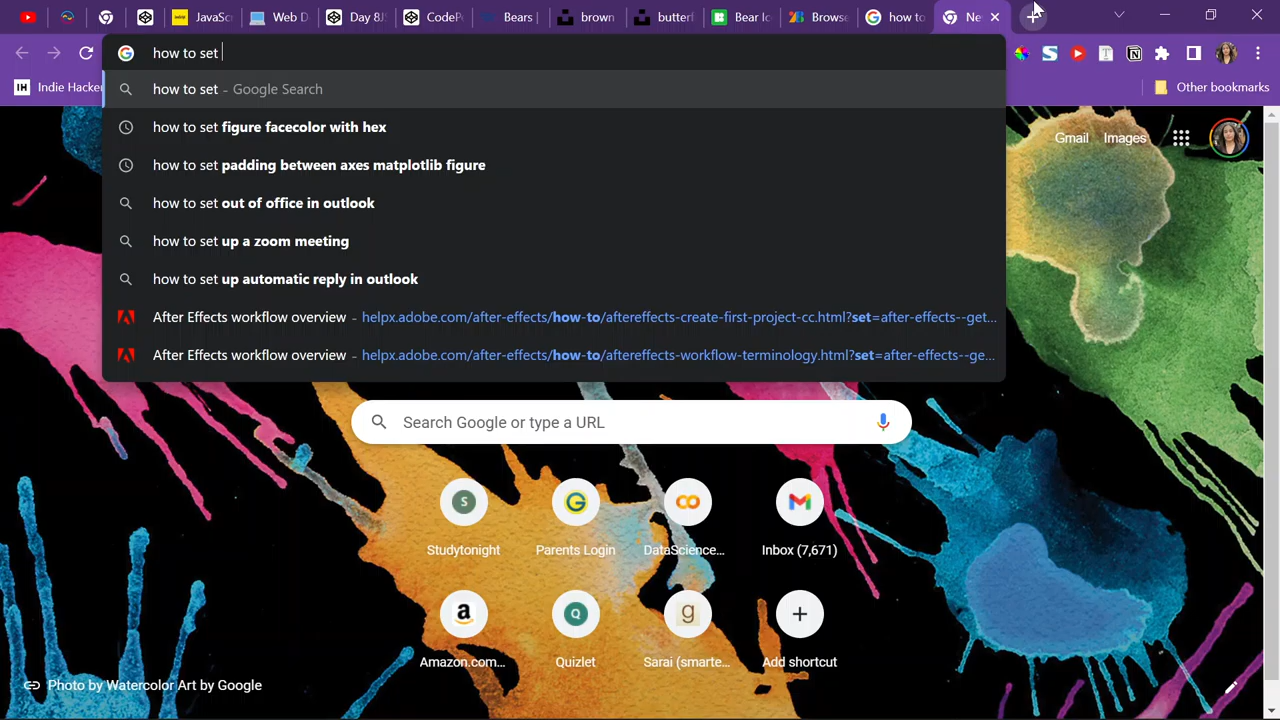 JavaSc
Web D
Day 8J
CodeP
Bears |
brown
butterf
Bear Ic
Browse
how to
Ne
how to set
IH Indie Hacke
Other bookmarks
how to set - Google Search
how to set figure facecolor with hex
how to set padding between axes matplotlib figure
how to set out of office in outlook
how to set up a zoom meeting
how to set up automatic reply in outlook
After Effects workflow overview - helpx.adobe.com/after-effects/how-to/aftereffects-create-first-project-cc.html?set=after-effects--get...
After Effects workflow overview - helpx.adobe.com/after-effects/how-to/aftereffects-workflow-terminology.html?set=after-effects--ge...
Gmail Images
Search Google or type a URL
Studytonight
Parents Login
DataScience...
Inbox (7,671)
Amazon.com...
Quizlet
Sarai (smarte...
Add shortcut
Photo by Watercolor Art by Google